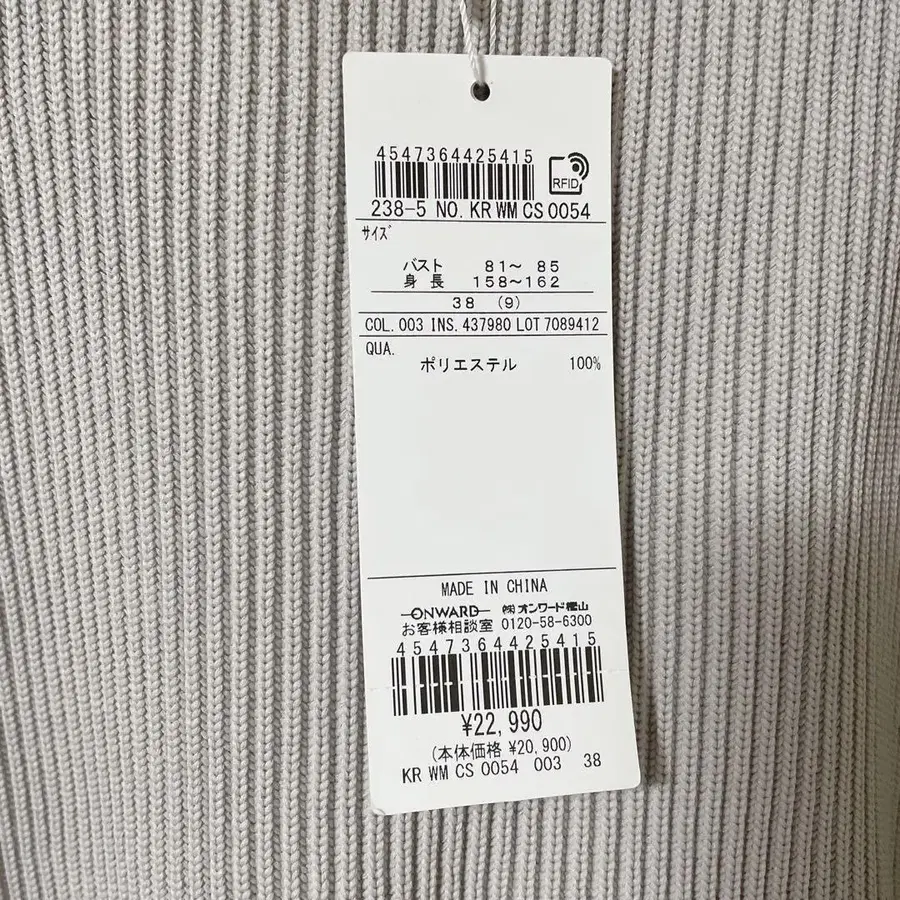 4547364425415
RFID
238-5 NO. KR WM CS 0054
サイズ
バスト 81～ 85
身長 158～162
38 (9)
COL. 003 INS. 437980 LOT 7089412
QUA.
ポリエステル 100%
MADE IN CHINA
ONWARD ㈱オンワード樫山
お客様相談室 0120-58-6300
4547364425415
¥22,990
(本体価格 ¥20,900)
KR WM CS 0054 003 38